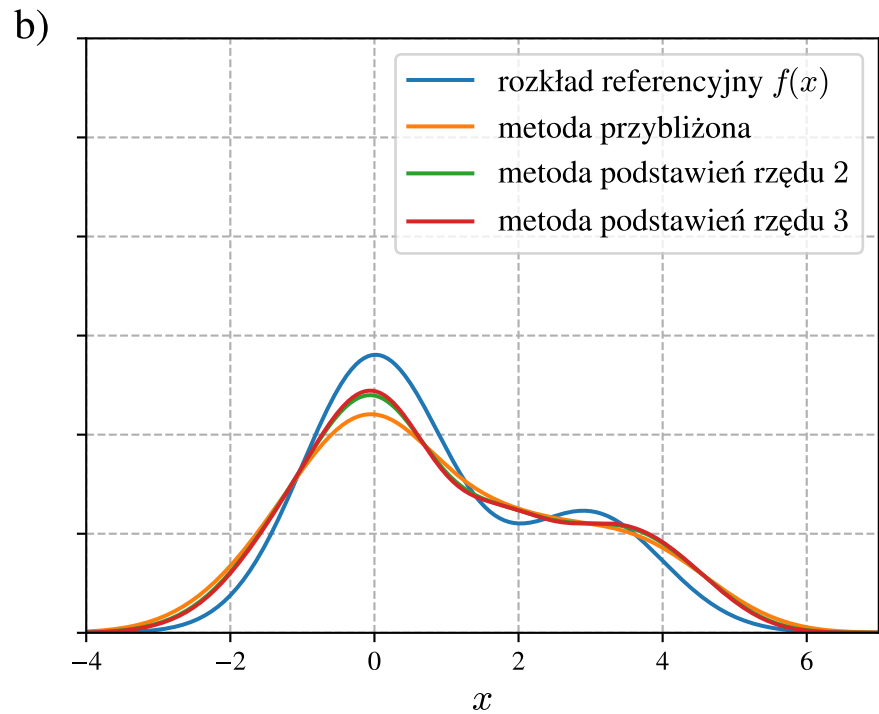 b)
rozkład referencyjny f(x)
metoda przybliżona
metoda podstawień rzędu 2
metoda podstawień rzędu 3
−4 −2 0 2 4 6
x